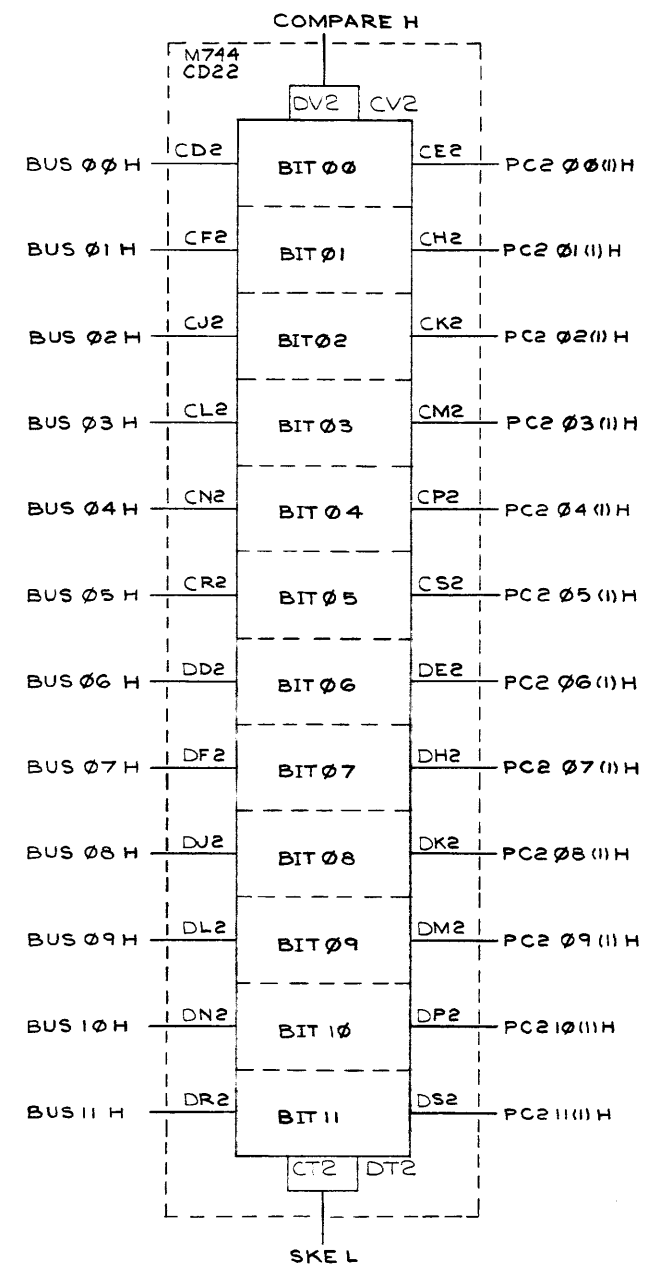 COMPARE H
M744
CD22
DV2 CV2
BUS ØØ H CD2 BIT ØØ CE2 PC2 ØØ(1)H
BUS Ø1 H CF2 BIT Ø1 CH2 PC2 Ø1(1)H
BUS Ø2 H CJ2 BIT Ø2 CK2 PC2 Ø2(1)H
BUS Ø3 H CL2 BIT Ø3 CM2 PC2 Ø3(1)H
BUS Ø4 H CN2 BIT Ø4 CP2 PC2 Ø4(1)H
BUS Ø5 H CR2 BIT Ø5 CS2 PC2 Ø5(1)H
BUS Ø6 H DD2 BIT Ø6 DE2 PC2 Ø6(1)H
BUS Ø7 H DF2 BIT Ø7 DH2 PC2 Ø7(1)H
BUS Ø8 H DJ2 BIT Ø8 DK2 PC2 Ø8(1)H
BUS Ø9 H DL2 BIT Ø9 DM2 PC2 Ø9(1)H
BUS 1Ø H DN2 BIT 1Ø DP2 PC2 1Ø(1)H
BUS 11 H DR2 BIT 11 DS2 PC2 11(1)H
CT2 DT2
SKE L